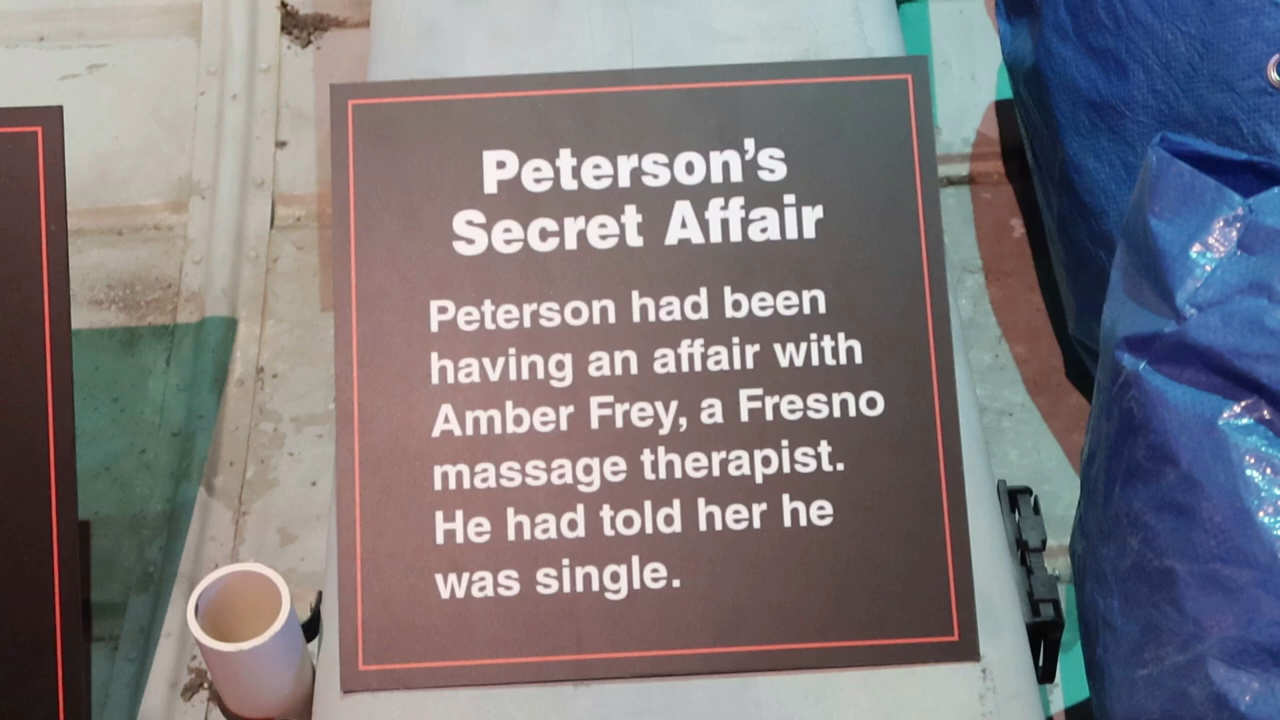 Peterson's
Secret Affair
Peterson had been
having an affair with
Amber Frey, a Fresno
massage therapist.
He had told her he
was single.